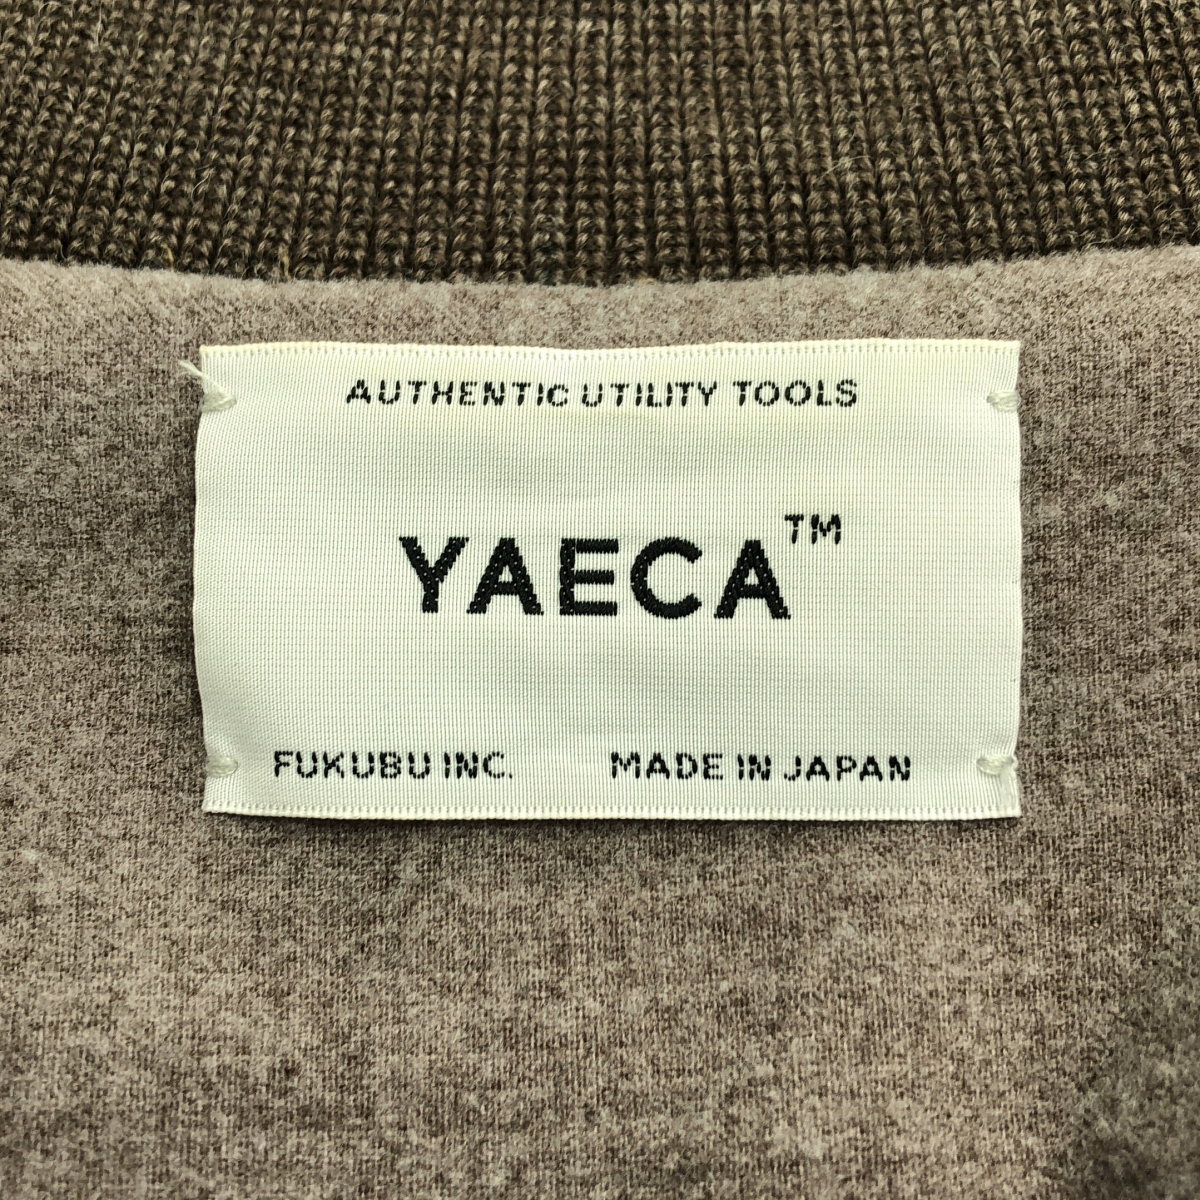 AUTHENTIC UTILITY TOOLS
YAECA™
FUKUBU INC. MADE IN JAPAN